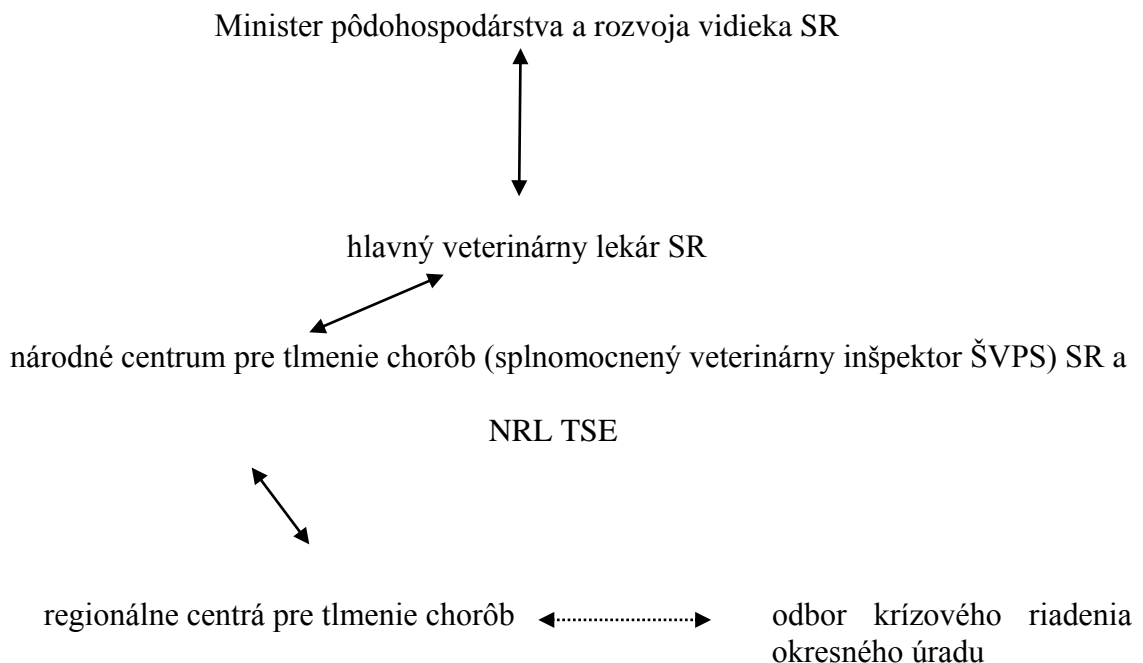 Minister pôdohospodárstva a rozvoja vidieka SR
hlavný veterinárny lekár SR
národné centrum pre tlmenie chorôb (splnomocnený veterinárny inšpektor ŠVPS) SR a
NRL TSE
regionálne centrá pre tlmenie chorôb
odbor krízového riadenia
okresného úradu